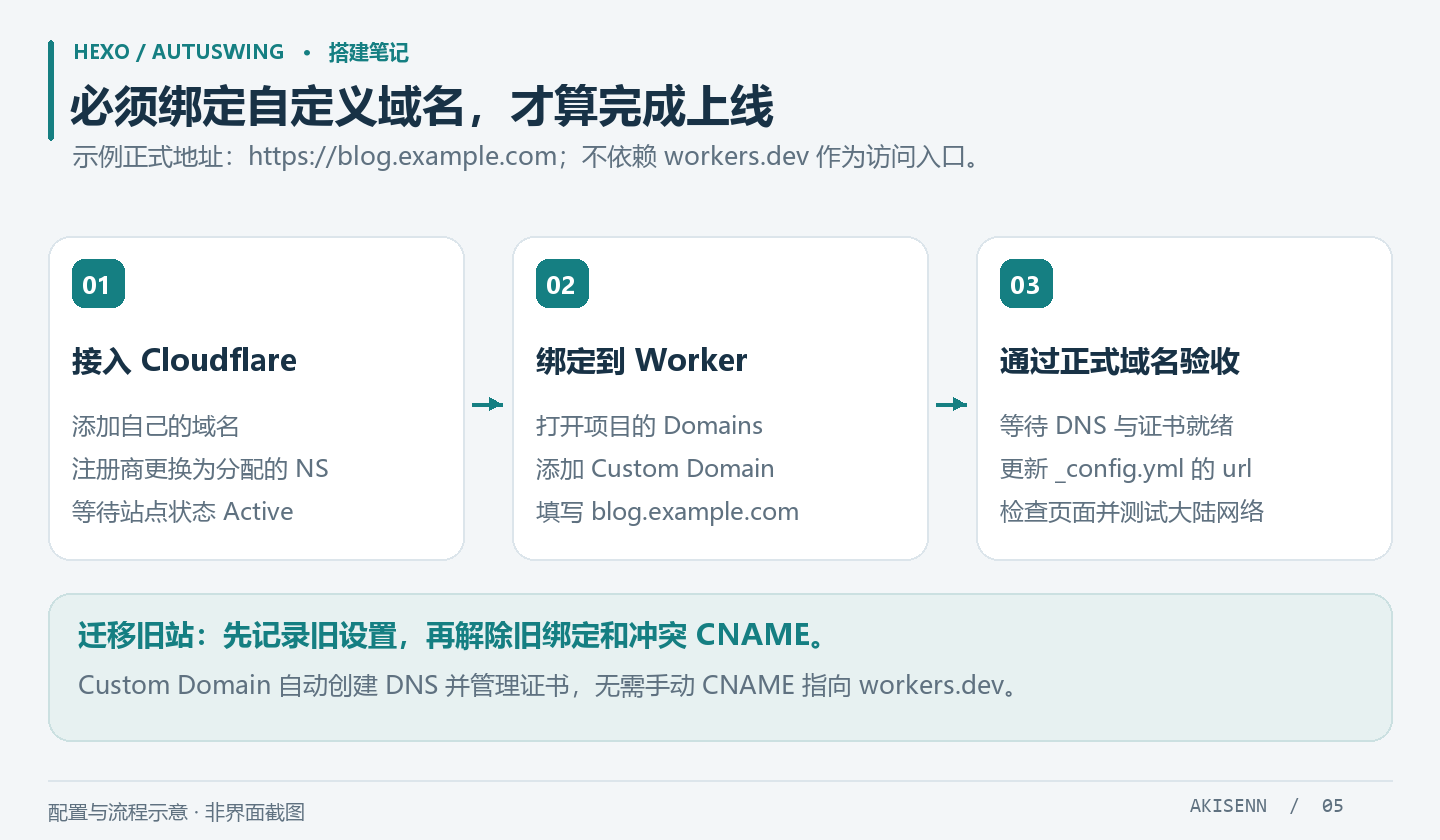 HEXO / AUTUSWING • 搭建笔记
必须绑定自定义域名，才算完成上线
示例正式地址：https://blog.example.com；不依赖 workers.dev 作为访问入口。
01
接入 Cloudflare
添加自己的域名
注册商更换为分配的 NS
等待站点状态 Active
02
绑定到 Worker
打开项目的 Domains
添加 Custom Domain
填写 blog.example.com
03
通过正式域名验收
等待 DNS 与证书就绪
更新 _config.yml 的 url
检查页面并测试大陆网络
迁移旧站：先记录旧设置，再解除旧绑定和冲突 CNAME。
Custom Domain 自动创建 DNS 并管理证书，无需手动 CNAME 指向 workers.dev。
配置与流程示意 · 非界面截图
AKISENN / 05